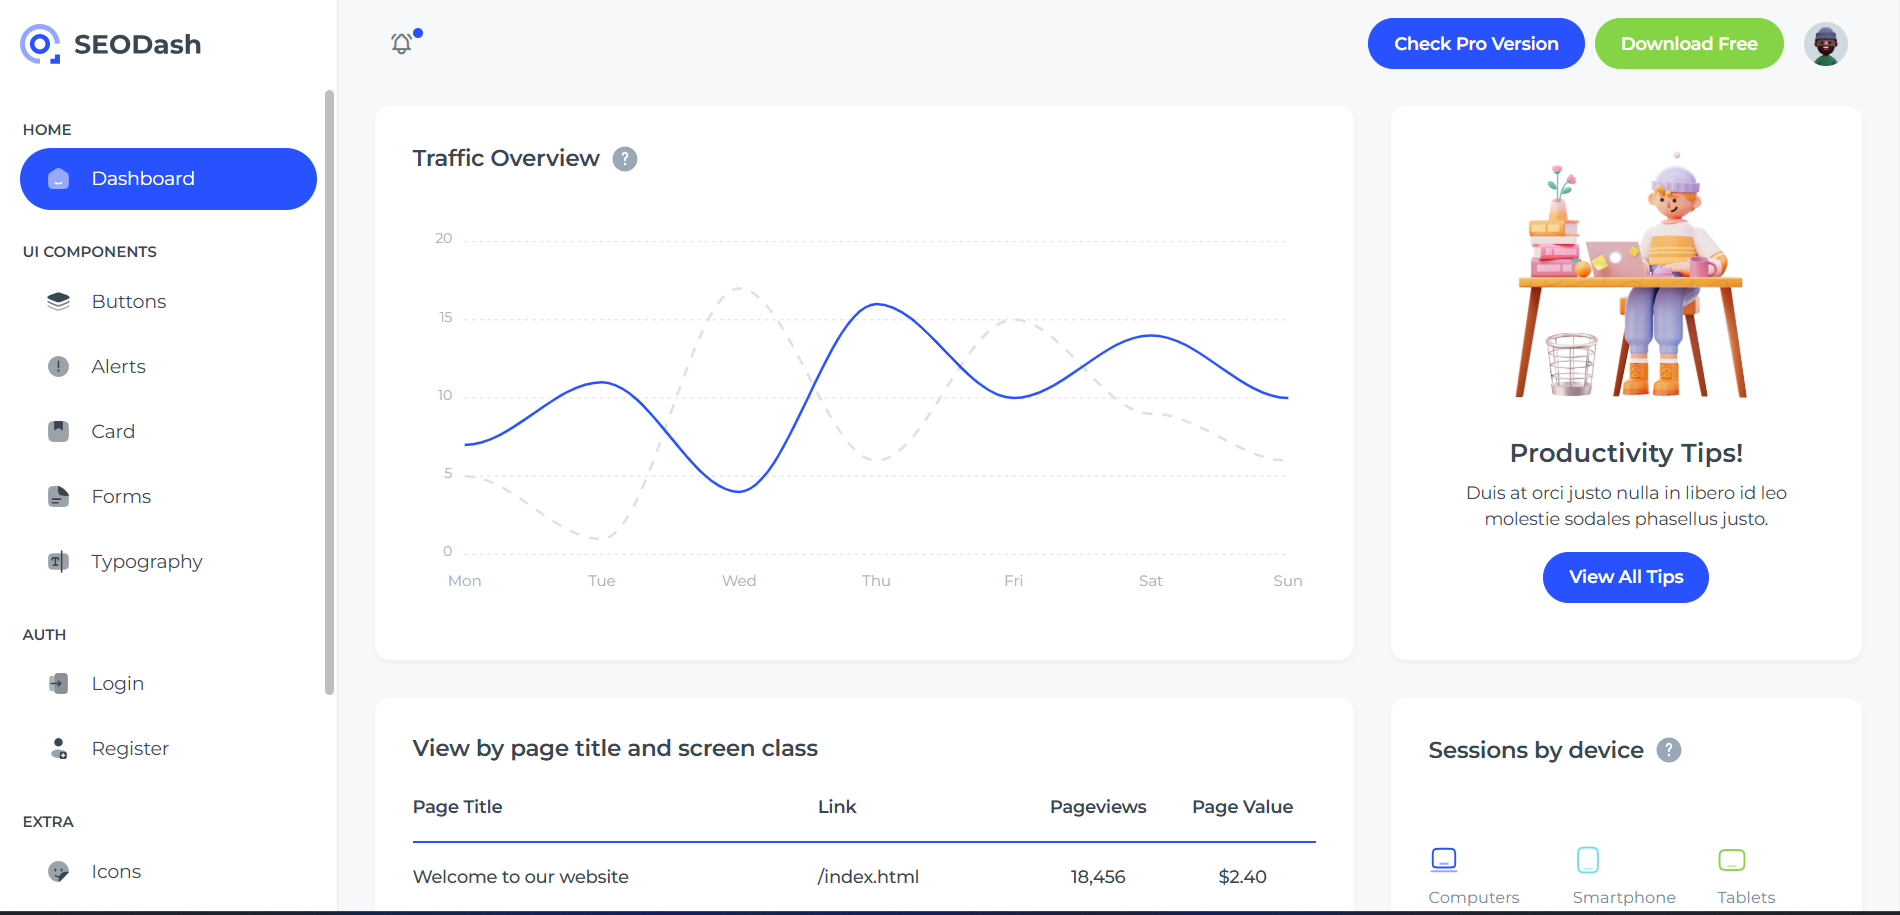 SEODash
HOME
Dashboard
UI COMPONENTS
Buttons
Alerts
Card
Forms
Typography
AUTH
Login
Register
EXTRA
Icons
Check Pro Version
Download Free
Traffic Overview ?
20
15
10
5
0
Mon Tue Wed Thu Fri Sat Sun
Productivity Tips!
Duis at orci justo nulla in libero id leo
molestie sodales phasellus justo.
View All Tips
View by page title and screen class
Page Title Link Pageviews Page Value
Welcome to our website /index.html 18,456 $2.40
Sessions by device ?
Computers Smartphone Tablets